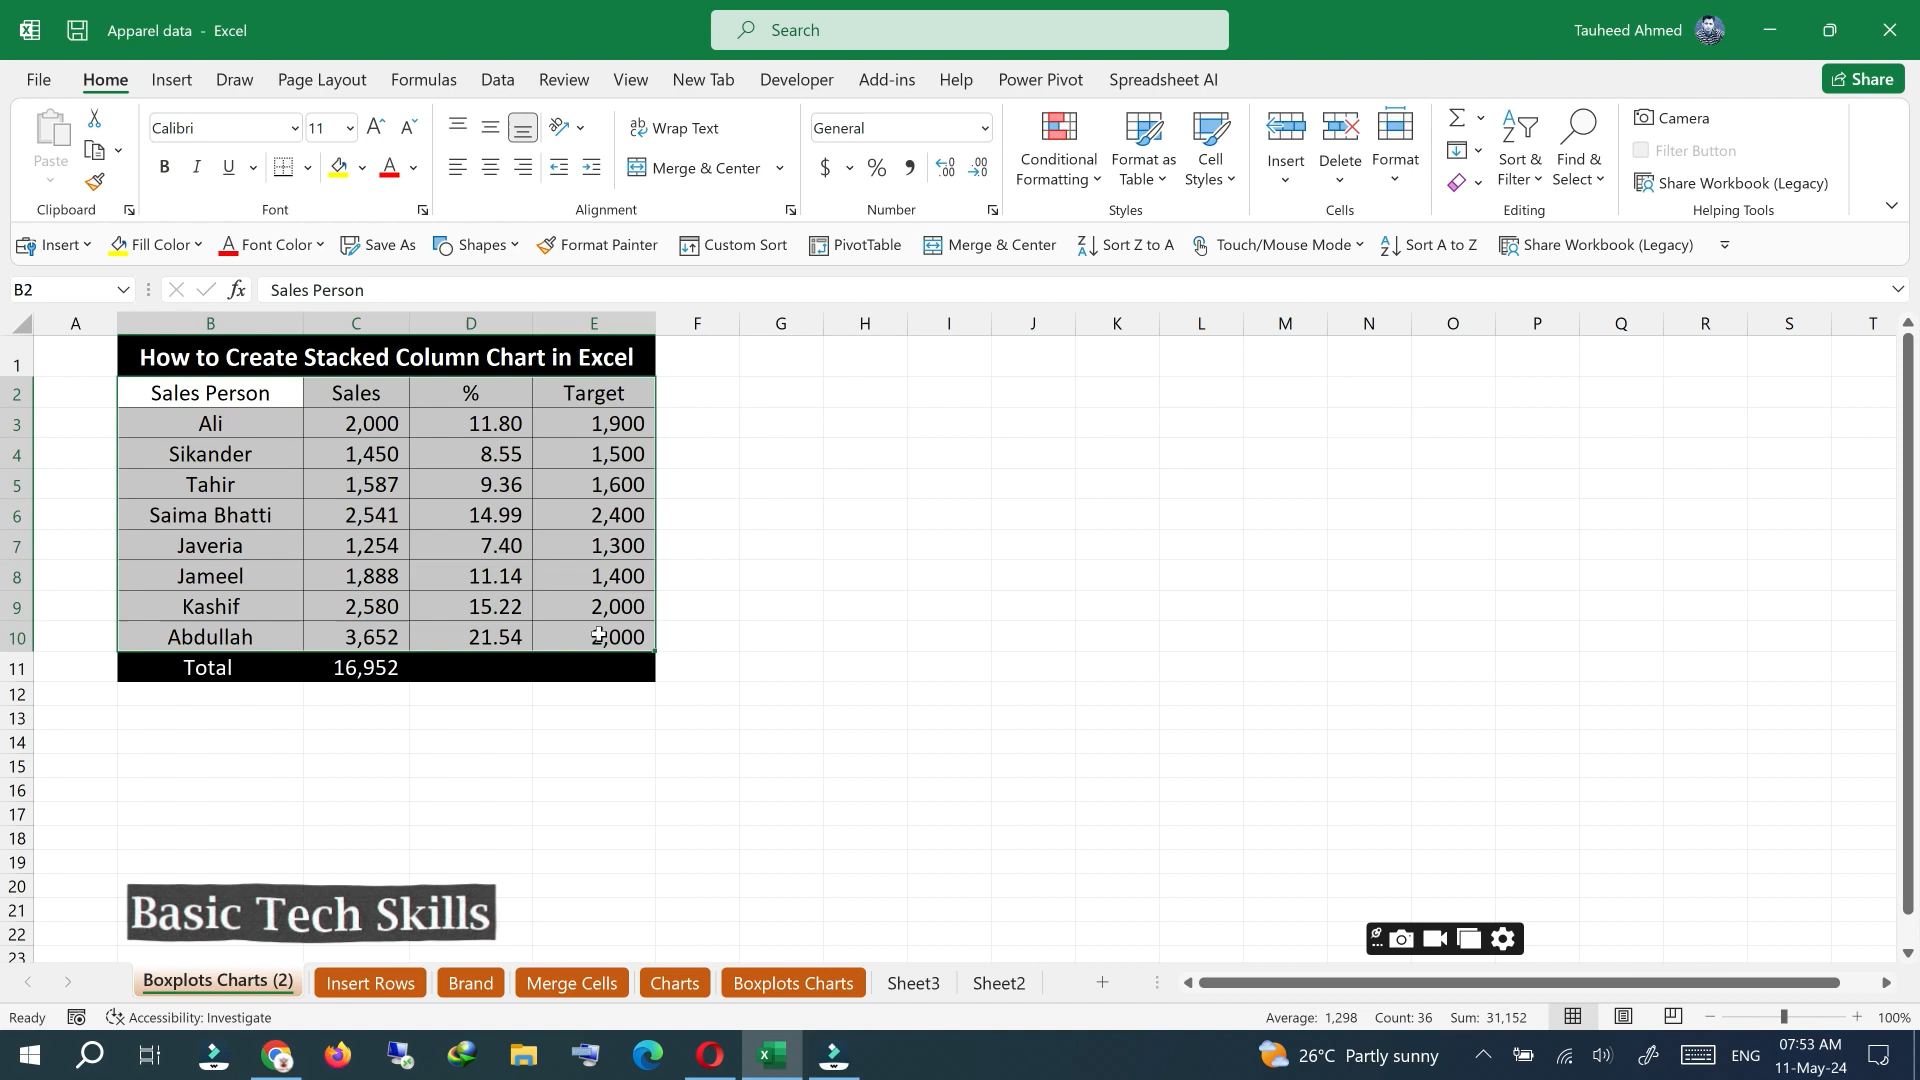 Apparel data - Excel
Search
Tauheed Ahmed
File Home Insert Draw Page Layout Formulas Data Review View New Tab Developer Add-ins Help Power Pivot Spreadsheet AI Share
Paste
Clipboard
Calibri 11
B I U A
Font
Wrap Text
Merge & Center
Alignment
General
$ %
Number
Conditional Formatting
Format as Table
Cell Styles
Styles
Insert Delete Format
Cells
Sort & Filter
Find & Select
Editing
Camera
Filter Button
Share Workbook (Legacy)
Helping Tools
Insert Fill Color Font Color Save As Shapes Format Painter Custom Sort PivotTable Merge & Center Sort Z to A Touch/Mouse Mode Sort A to Z Share Workbook (Legacy)
B2 fx Sales Person
A B C D E F G H I J K L M N O P Q R S T
1 How to Create Stacked Column Chart in Excel
2 Sales Person Sales % Target
3 Ali 2,000 11.80 1,900
4 Sikander 1,450 8.55 1,500
5 Tahir 1,587 9.36 1,600
6 Saima Bhatti 2,541 14.99 2,400
7 Javeria 1,254 7.40 1,300
8 Jameel 1,888 11.14 1,400
9 Kashif 2,580 15.22 2,000
10 Abdullah 3,652 21.54
11 Total 16,952
12
13
14
15
16
17
18
19
20
21
22
23
Basic Tech Skills
Boxplots Charts (2) Insert Rows Brand Merge Cells Charts Boxplots Charts Sheet3 Sheet2
Ready Accessibility: Investigate Average: 1,298 Count: 36 Sum: 31,152 100%
26°C Partly sunny ENG
07:53 AM
11-May-24